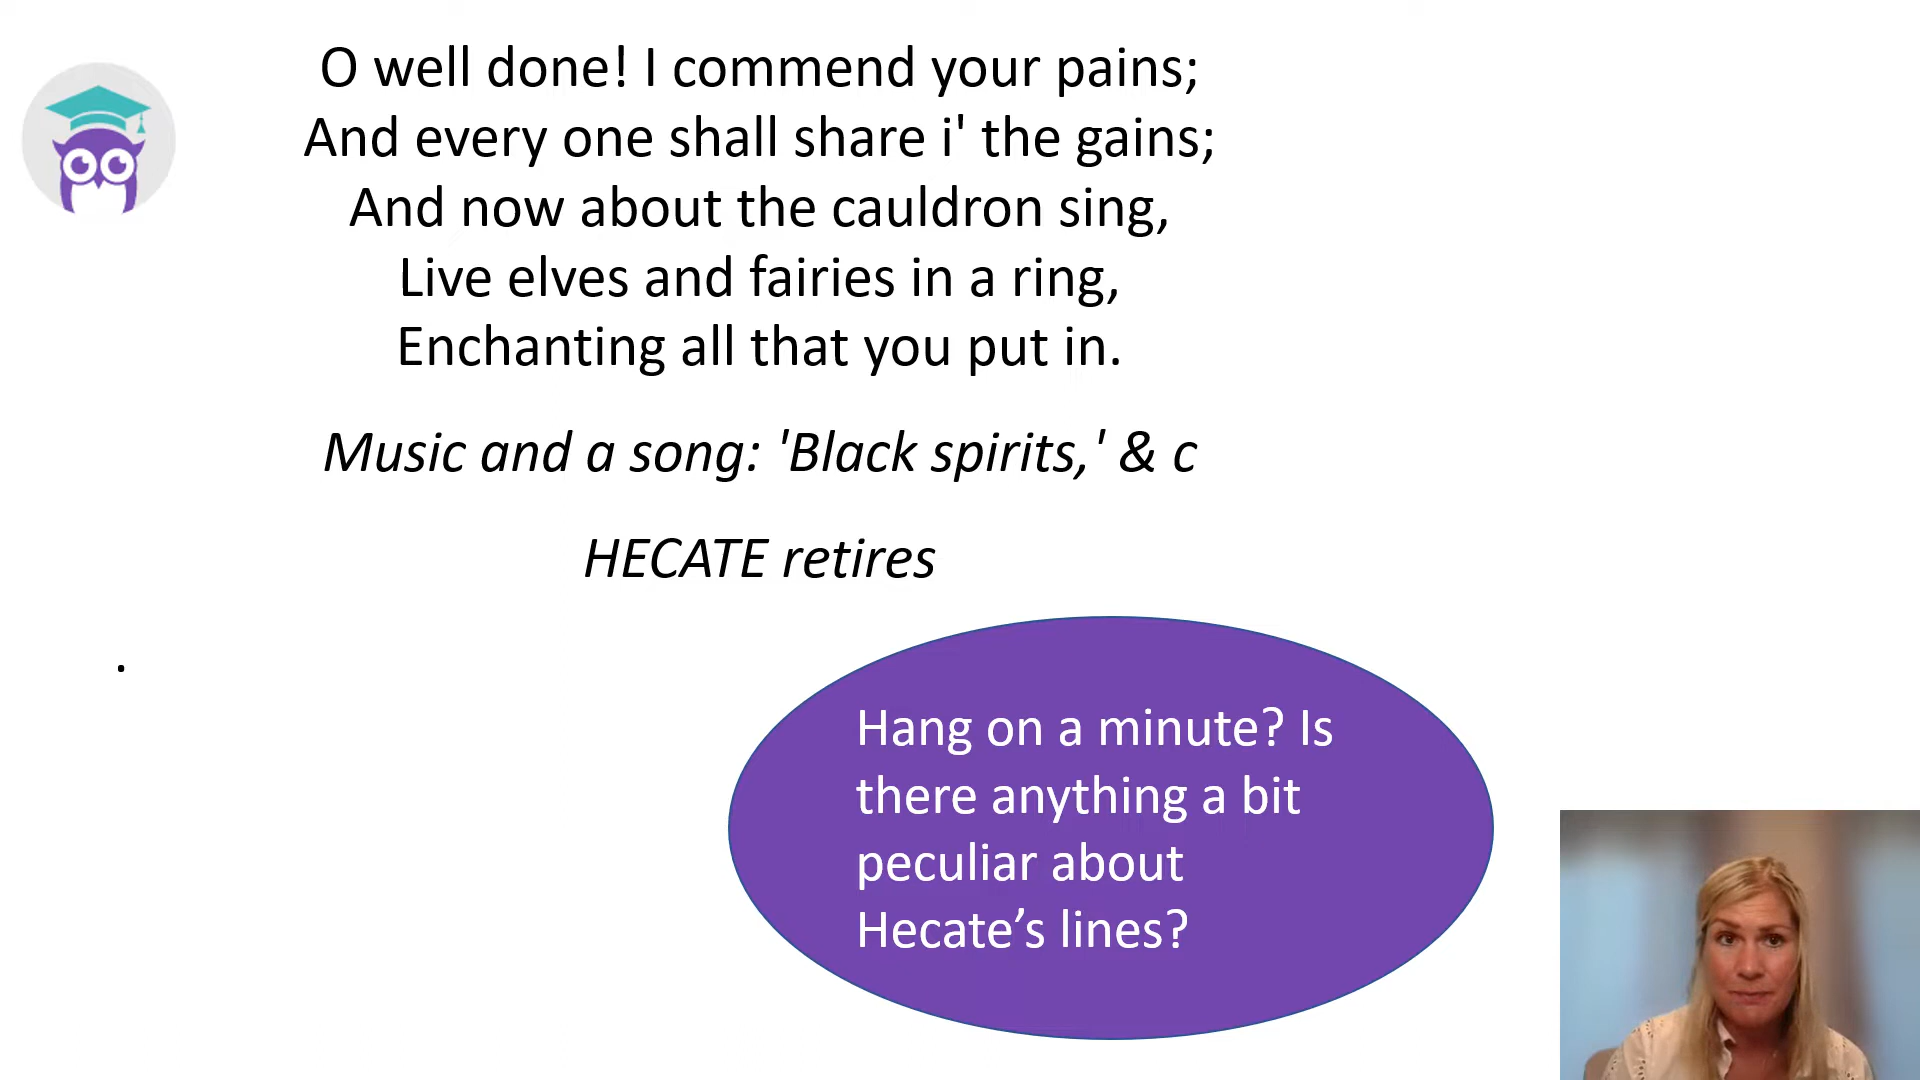 O well done! I commend your pains;
And every one shall share i' the gains;
And now about the cauldron sing,
Live elves and fairies in a ring,
Enchanting all that you put in.
Music and a song: 'Black spirits,' & c
HECATE retires
.
Hang on a minute? Is
there anything a bit
peculiar about
Hecate’s lines?